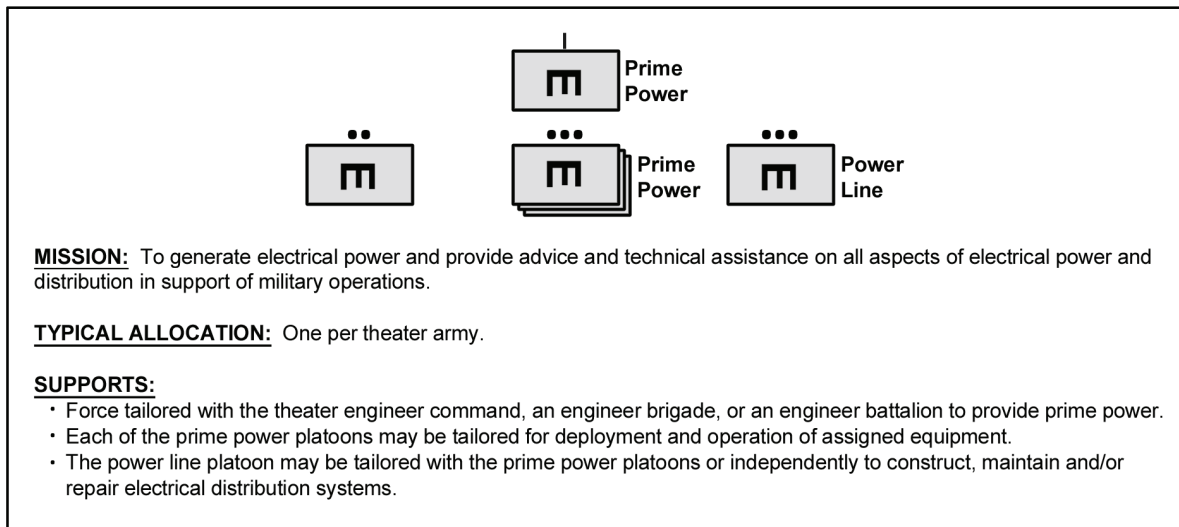 Prime
Power
Prime
Power
Power
Line
MISSION: To generate electrical power and provide advice and technical assistance on all aspects of electrical power and
distribution in support of military operations.
TYPICAL ALLOCATION: One per theater army.
SUPPORTS:
• Force tailored with the theater engineer command, an engineer brigade, or an engineer battalion to provide prime power.
• Each of the prime power platoons may be tailored for deployment and operation of assigned equipment.
• The power line platoon may be tailored with the prime power platoons or independently to construct, maintain and/or
repair electrical distribution systems.